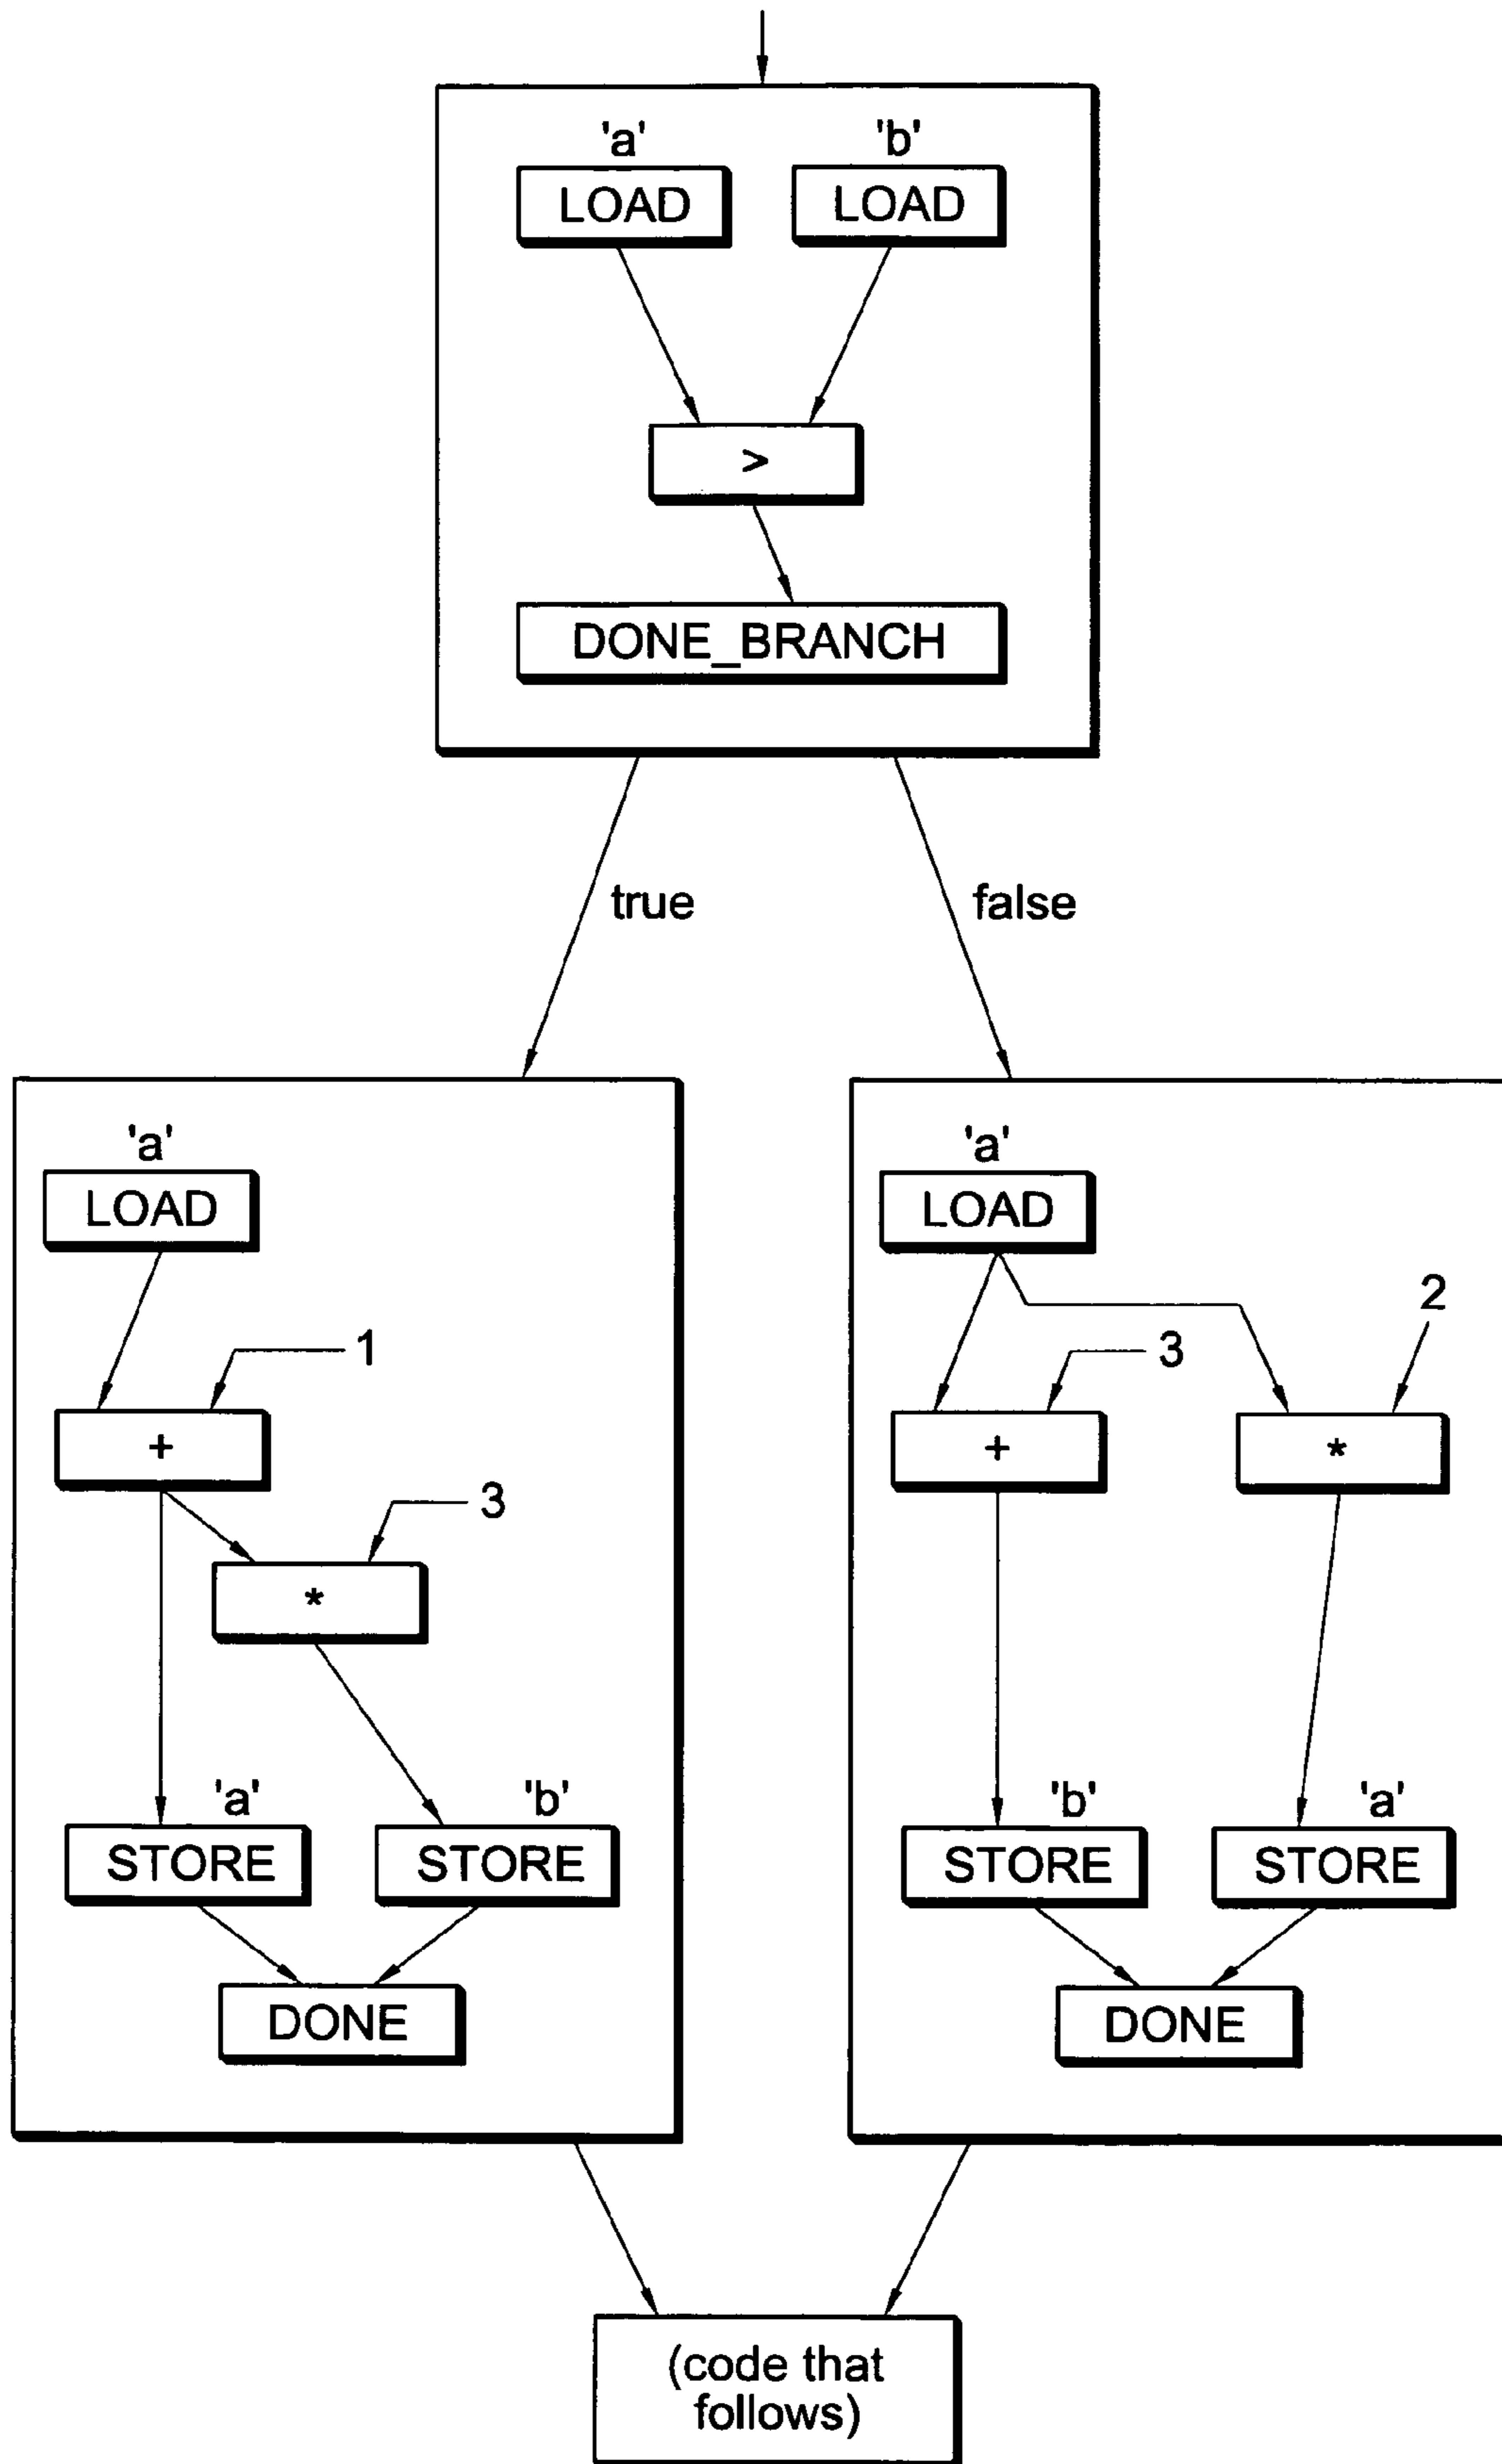 'a' 'b'
LOAD LOAD
>
DONE_BRANCH
true false
'a'
LOAD
1
+
3
*
'a' 'b'
STORE STORE
DONE
'a'
LOAD
2
3
+ *
'b' 'a'
STORE STORE
DONE
(code that
follows)